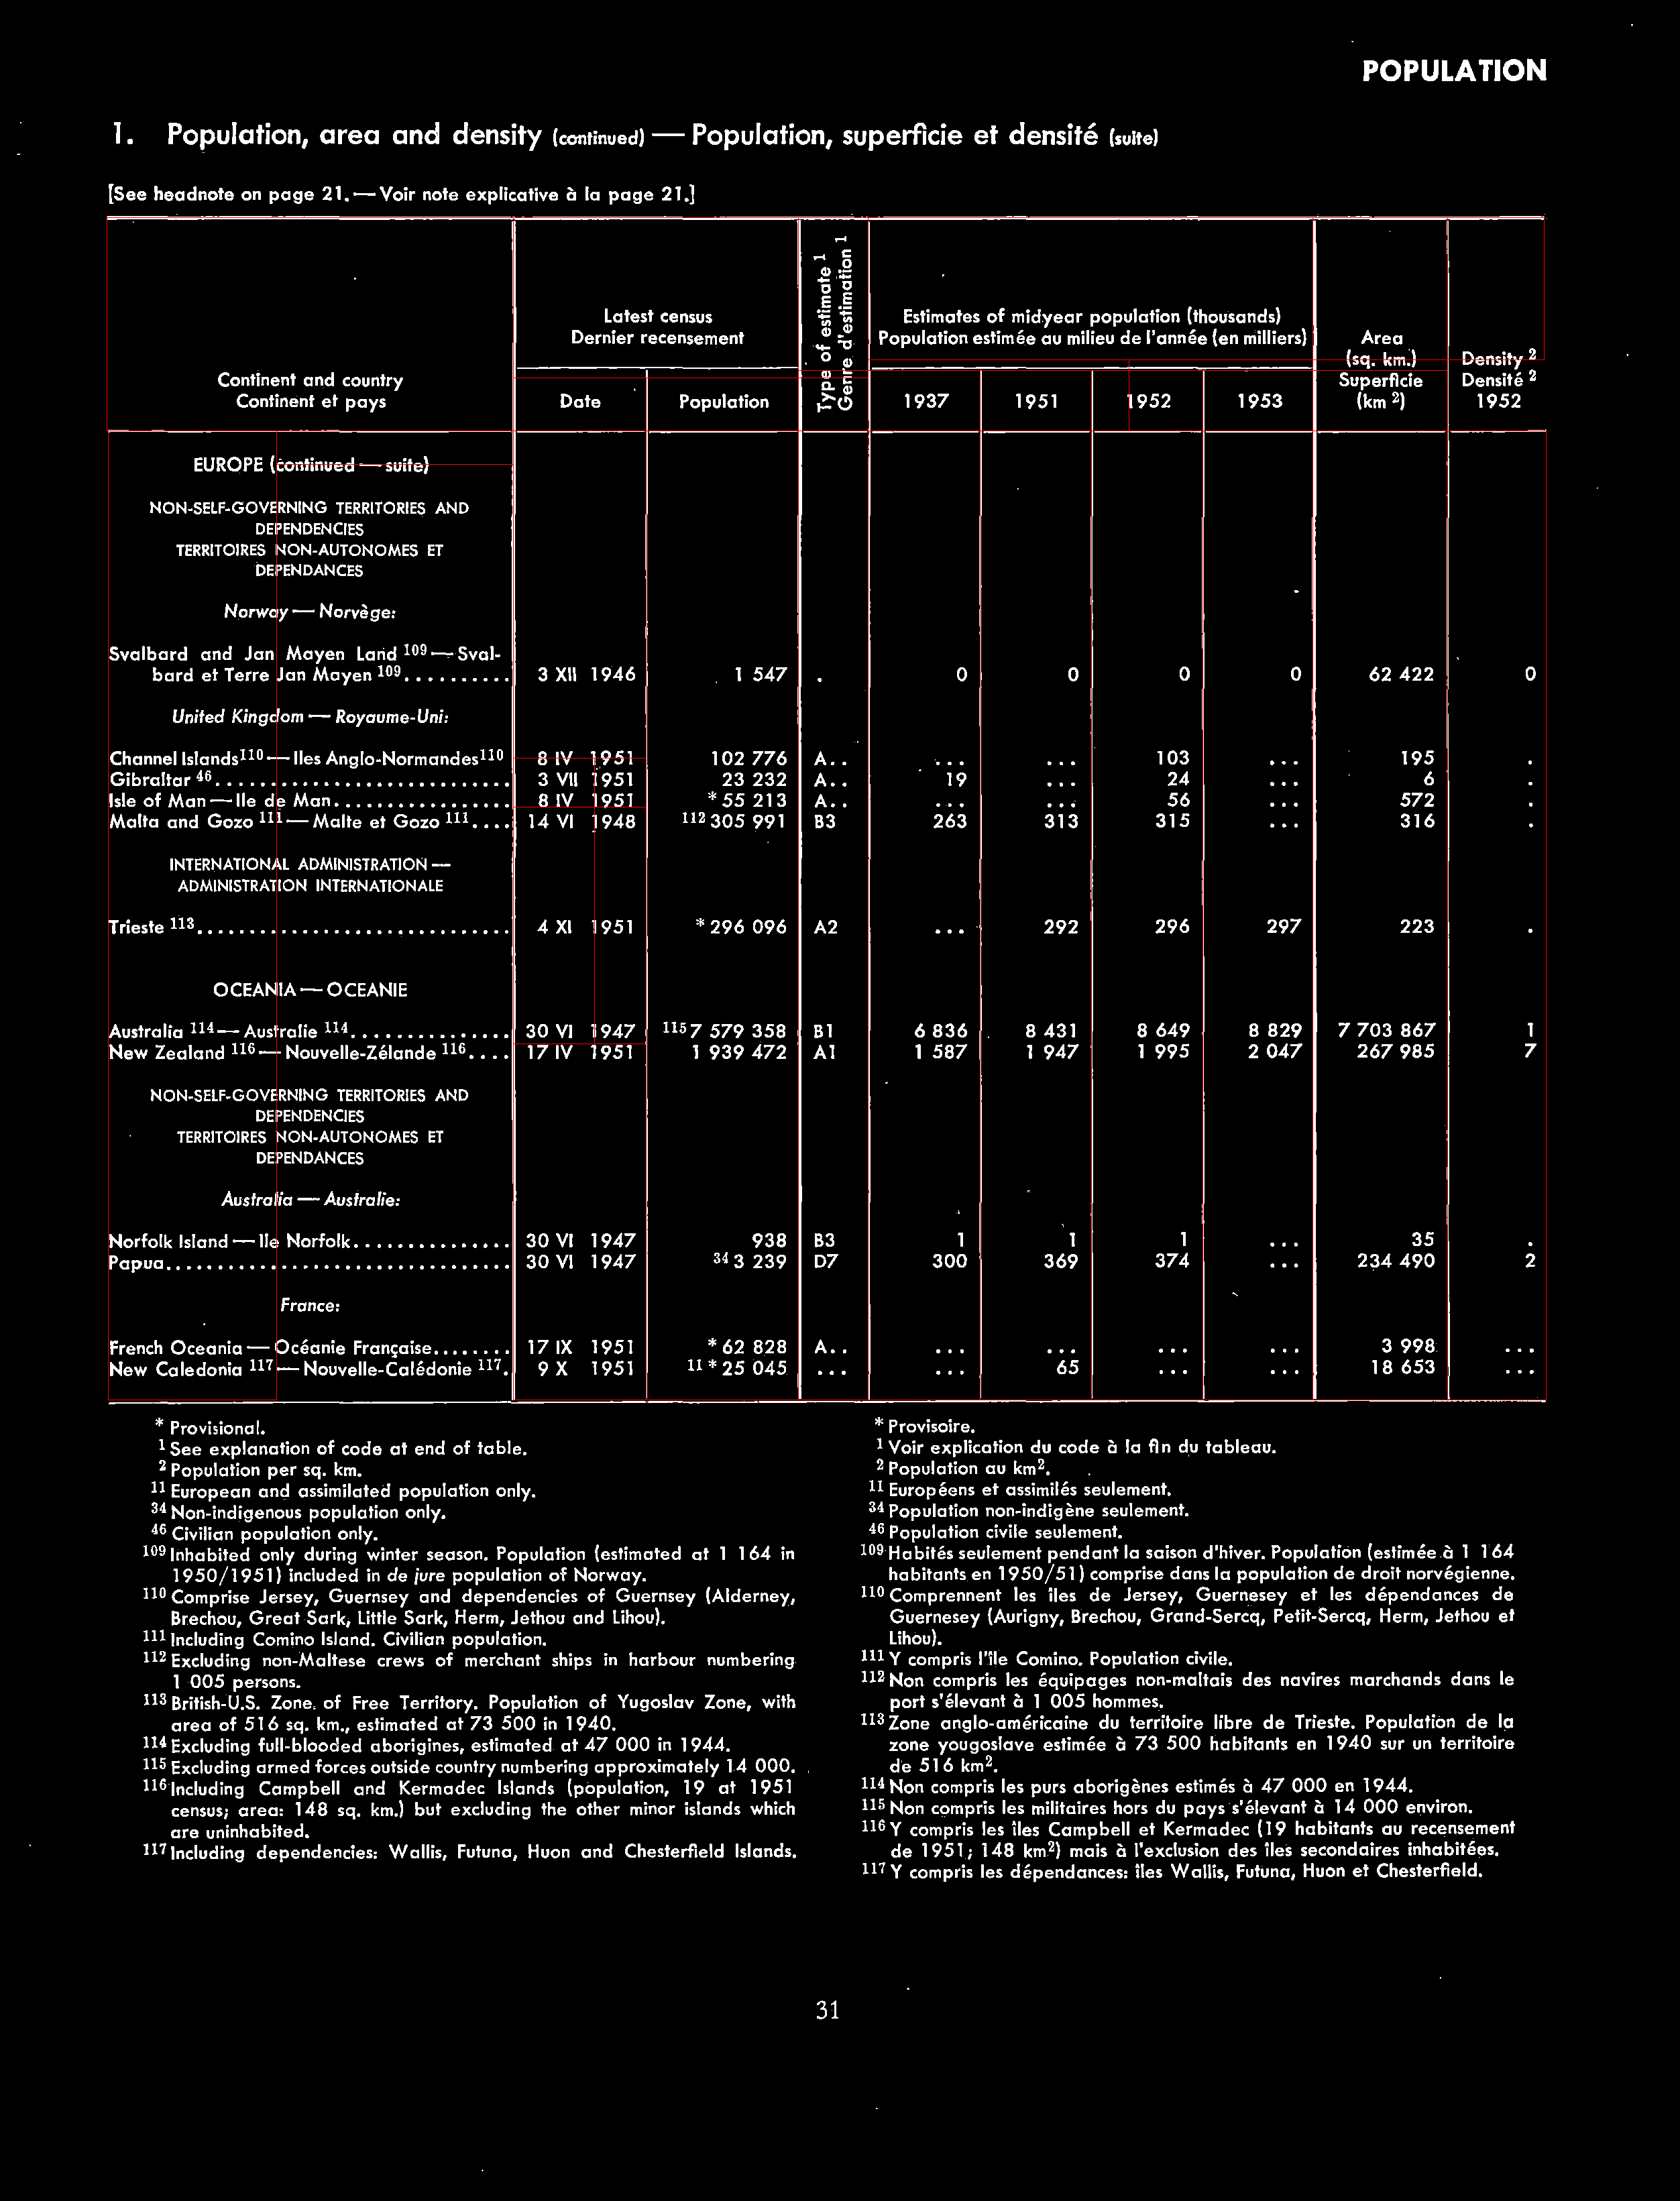 POPULATION
1. Population, area and density (continued) — Population, superficie et densité (suite)
[See headnote on page 21. — Voir note explicative à la page 21.]
Continent and country
Continent et pays
Latest census
Dernier recensement
Date
Population
Type of estimate 1
Genre d'estimation 1
Estimates of midyear population (thousands)
Population estimée au milieu de l'année (en milliers)
1937 1951 1952 1953
Area
(sq. km.)
Superficie
(km 2)
Density 2
Densité 2
1952
EUROPE (continued — suite)
NON-SELF-GOVERNING TERRITORIES AND
DEPENDENCIES
TERRITOIRES NON-AUTONOMES ET
DEPENDANCES
Norway — Norvège:
Svalbard and Jan Mayen Land 109 — Sval-
bard et Terre Jan Mayen 109.......... 3 XII 1946 1 547 . 0 0 0 0 62 422 0
United Kingdom — Royaume-Uni:
Channel Islands110 — Iles Anglo-Normandes110 8 IV 1951 102 776 A.. ... ... 103 ... 195 .
Gibraltar 46.............................. 3 VII 1951 23 232 A.. 19 ... 24 ... 6 .
Isle of Man — Ile de Man................. 8 IV 1951 *55 213 A.. ... ... 56 ... 572 .
Malta and Gozo 111 — Malte et Gozo 111.... 14 VI 1948 112 305 991 B3 263 313 315 ... 316 .
INTERNATIONAL ADMINISTRATION —
ADMINISTRATION INTERNATIONALE
Trieste 113.............................. 4 XI 1951 *296 096 A2 ... 292 296 297 223 .
OCEANIA — OCEANIE
Australia 114 — Australie 114............... 30 VI 1947 115 7 579 358 B1 6 836 8 431 8 649 8 829 7 703 867 1
New Zealand 116 — Nouvelle-Zélande 116.... 17 IV 1951 1 939 472 A1 1 587 1 947 1 995 2 047 267 985 7
NON-SELF-GOVERNING TERRITORIES AND
DEPENDENCIES
TERRITOIRES NON-AUTONOMES ET
DEPENDANCES
Australia — Australie:
Norfolk Island — Ile Norfolk............... 30 VI 1947 938 B3 1 1 1 ... 35 .
Papua................................. 30 VI 1947 34 3 239 D7 300 369 374 ... 234 490 2
France:
French Oceania — Océanie Française........ 17 IX 1951 *62 828 A.. ... ... ... ... 3 998 ...
New Caledonia 117 — Nouvelle-Calédonie 117. 9 X 1951 11 *25 045 ... ... 65 ... ... 18 653 ...
* Provisional.
1 See explanation of code at end of table.
2 Population per sq. km.
11 European and assimilated population only.
34 Non-indigenous population only.
46 Civilian population only.
109 Inhabited only during winter season. Population (estimated at 1 164 in
1950/1951) included in de jure population of Norway.
110 Comprise Jersey, Guernsey and dependencies of Guernsey (Alderney,
Brechou, Great Sark, Little Sark, Herm, Jethou and Lihou).
111 Including Comino Island. Civilian population.
112 Excluding non-Maltese crews of merchant ships in harbour numbering
1 005 persons.
113 British-U.S. Zone of Free Territory. Population of Yugoslav Zone, with
area of 516 sq. km., estimated at 73 500 in 1940.
114 Excluding full-blooded aborigines, estimated at 47 000 in 1944.
115 Excluding armed forces outside country numbering approximately 14 000.
116 Including Campbell and Kermadec Islands (population, 19 at 1951
census; area: 148 sq. km.) but excluding the other minor islands which
are uninhabited.
117 Including dependencies: Wallis, Futuna, Huon and Chesterfield Islands.
* Provisoire.
1 Voir explication du code à la fin du tableau.
2 Population au km2.
11 Européens et assimilés seulement.
34 Population non-indigène seulement.
46 Population civile seulement.
109 Habités seulement pendant la saison d'hiver. Population (estimée à 1 164
habitants en 1950/51) comprise dans la population de droit norvégienne.
110 Comprennent les îles de Jersey, Guernesey et les dépendances de
Guernesey (Aurigny, Brechou, Grand-Sercq, Petit-Sercq, Herm, Jethou et
Lihou).
111 Y compris l'île Comino. Population civile.
112 Non compris les équipages non-maltais des navires marchands dans le
port s'élevant à 1 005 hommes.
113 Zone anglo-américaine du territoire libre de Trieste. Population de la
zone yougoslave estimée à 73 500 habitants en 1940 sur un territoire
de 516 km2.
114 Non compris les purs aborigènes estimés à 47 000 en 1944.
115 Non compris les militaires hors du pays s'élevant à 14 000 environ.
116 Y compris les îles Campbell et Kermadec (19 habitants au recensement
de 1951; 148 km2) mais à l'exclusion des îles secondaires inhabitées.
117 Y compris les dépendances: îles Wallis, Futuna, Huon et Chesterfield.
31